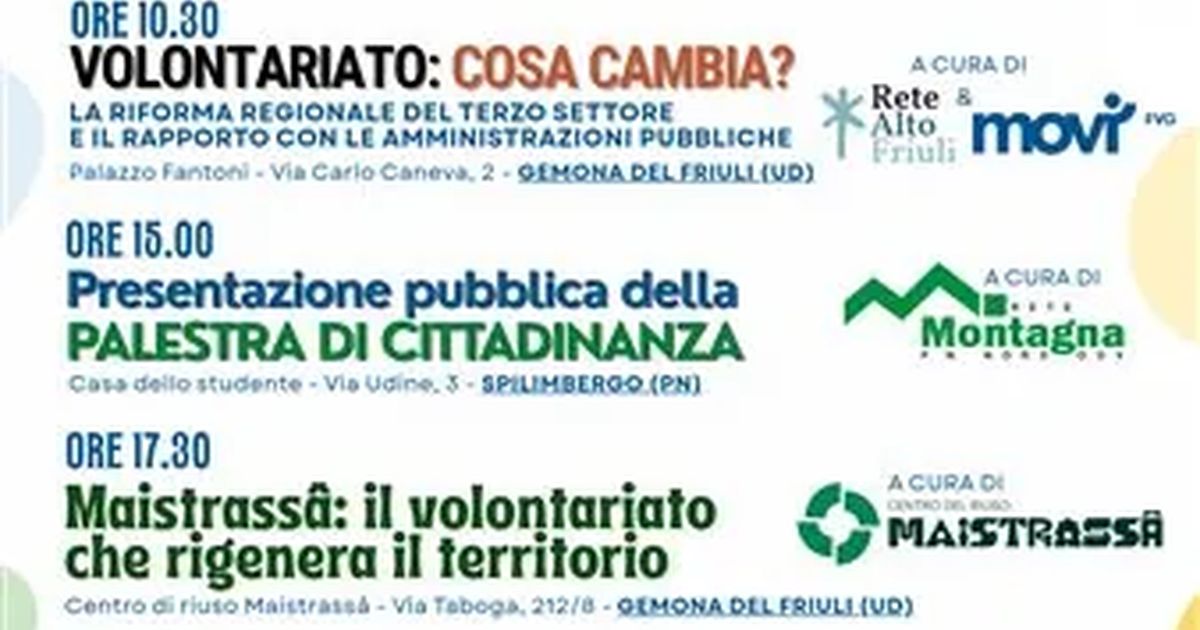 ORE 10.30
VOLONTARIATO: COSA CAMBIA?
LA RIFORMA REGIONALE DEL TERZO SETTORE
E IL RAPPORTO CON LE AMMINISTRAZIONI PUBBLICHE
Palazzo Fantoni - Via Carlo Caneva, 2 - GEMONA DEL FRIULI (UD)
A CURA DI
Rete
Alto
Friuli
&
movi FVG
ORE 15.00
Presentazione pubblica della
PALESTRA DI CITTADINANZA
Casa dello studente - Via Udine, 3 - SPILIMBERGO (PN)
A CURA DI
RETE
Montagna
ORE 17.30
Maistrassâ: il volontariato
che rigenera il territorio
Centro di riuso Maistrassâ - Via Taboga, 212/8 - GEMONA DEL FRIULI (UD)
A CURA DI
CENTRO DEL RIUSO
MAiSTRASSÂ